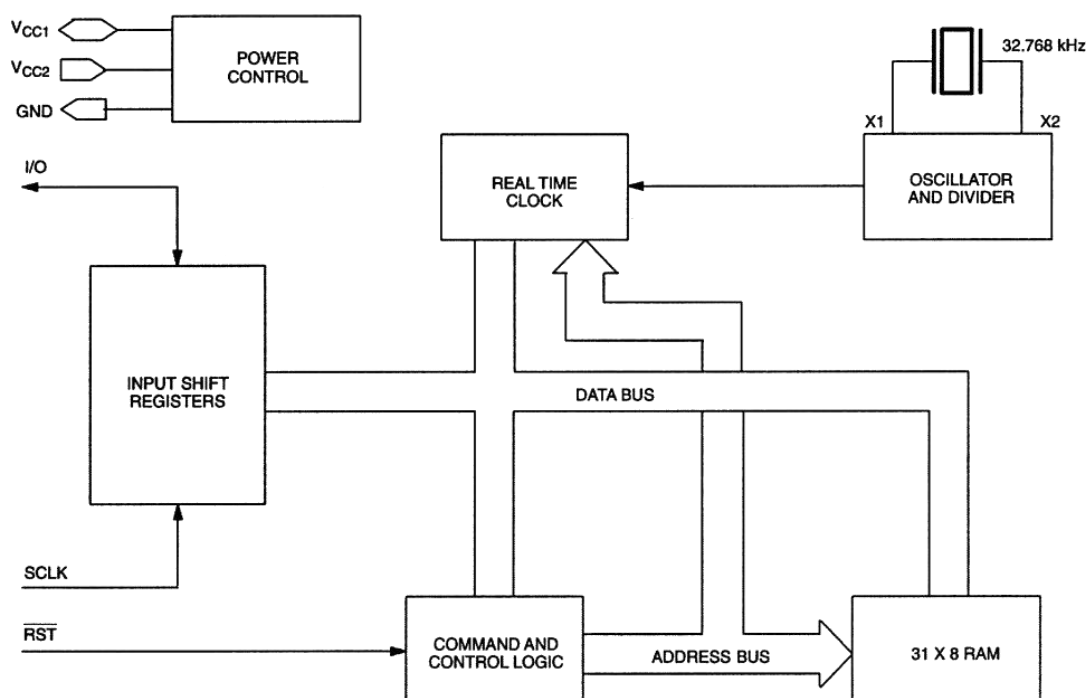 VCC1
VCC2
GND
POWER
CONTROL
32.768 kHz
X1
X2
I/O
REAL TIME
CLOCK
OSCILLATOR
AND DIVIDER
INPUT SHIFT
REGISTERS
DATA BUS
SCLK
RST
COMMAND AND
CONTROL LOGIC
ADDRESS BUS
31 X 8 RAM